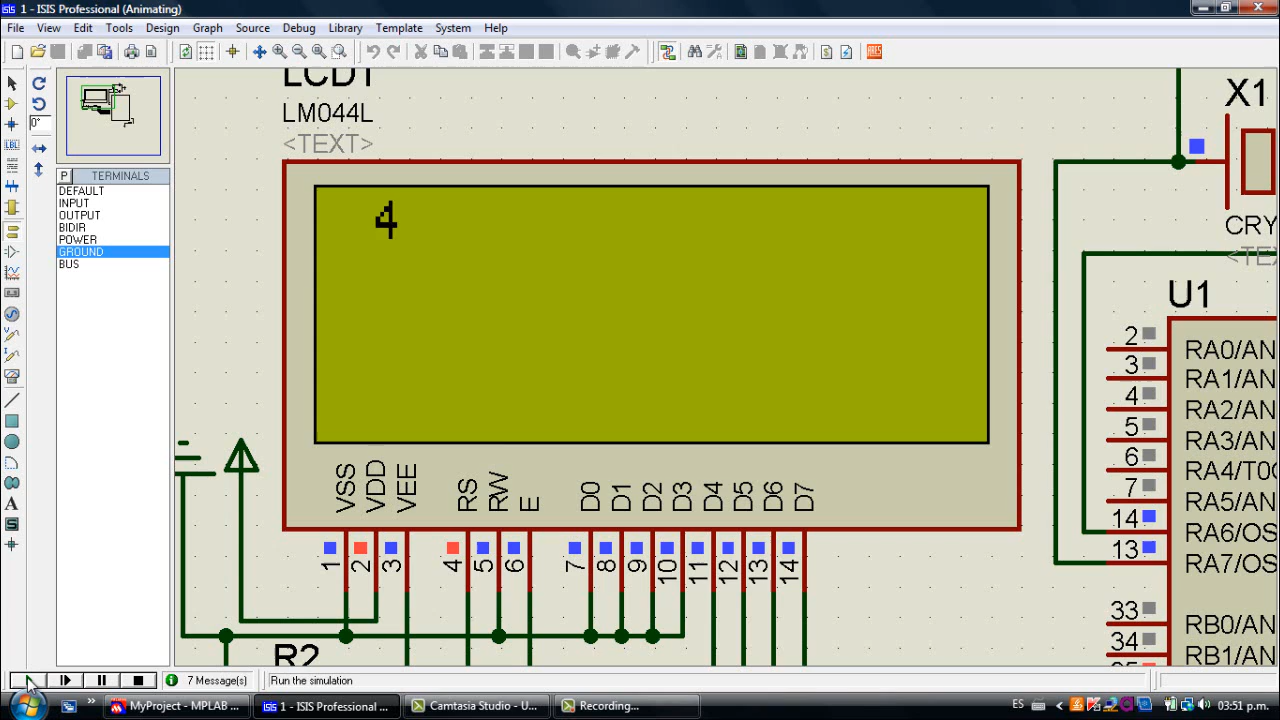 1 - ISIS Professional (Animating)
File View Edit Tools Design Graph Source Debug Library Template System Help
LCD1
LM044L
<TEXT>
X1
CRY
U1
0°
LBL
P TERMINALS
DEFAULT
INPUT
OUTPUT
BIDIR
POWER
GROUND
BUS
4
VSS VDD VEE RS RW E D0 D1 D2 D3 D4 D5 D6 D7
1 2 3 4 5 6 7 8 9 10 11 12 13 14
2 RA0/AN
3 RA1/AN
4 RA2/AN
5 RA3/AN
6 RA4/T0C
7 RA5/AN
14 RA6/OS
13 RA7/OS
33 RB0/AN
34 RB1/AN
R2
7 Message(s) Run the simulation
MyProject - MPLAB ... 1 - ISIS Professional ... Camtasia Studio - U... Recording... ES 03:51 p.m.